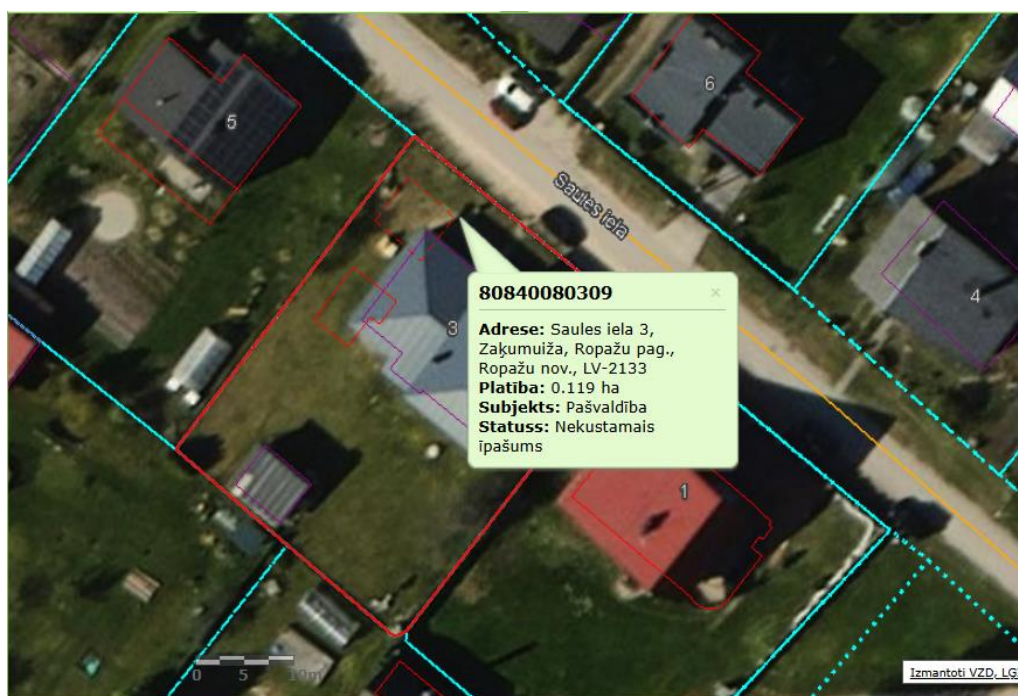 5
6
Saules iela
4
3
1
80840080309
×
Adrese: Saules iela 3,
Zaķumuiža, Ropažu pag.,
Ropažu nov., LV-2133
Platība: 0.119 ha
Subjekts: Pašvaldība
Statuss: Nekustamais
īpašums
0 5 10m
Izmantoti VZD, LĢ